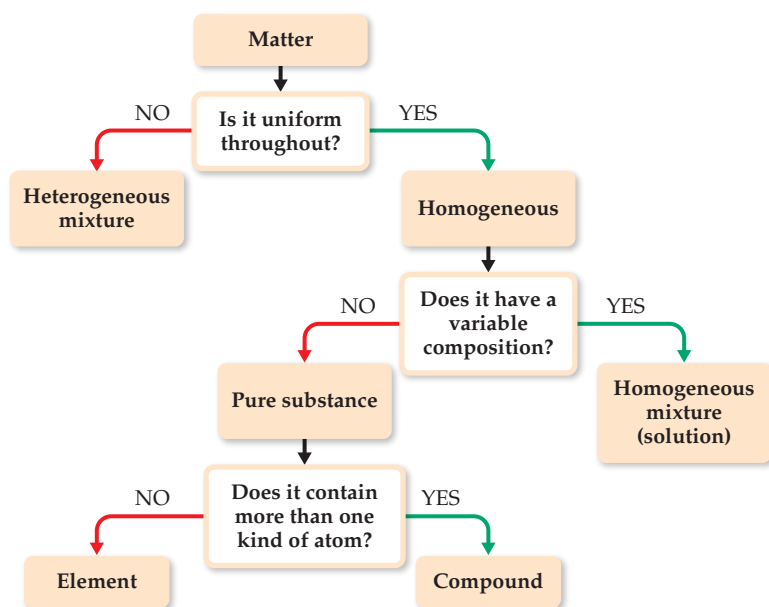 Matter
NO
Is it uniform
throughout?
YES
Heterogeneous
mixture
Homogeneous
NO
Does it have a
variable
composition?
YES
Pure substance
Homogeneous
mixture
(solution)
NO
Does it contain
more than one
kind of atom?
YES
Element
Compound